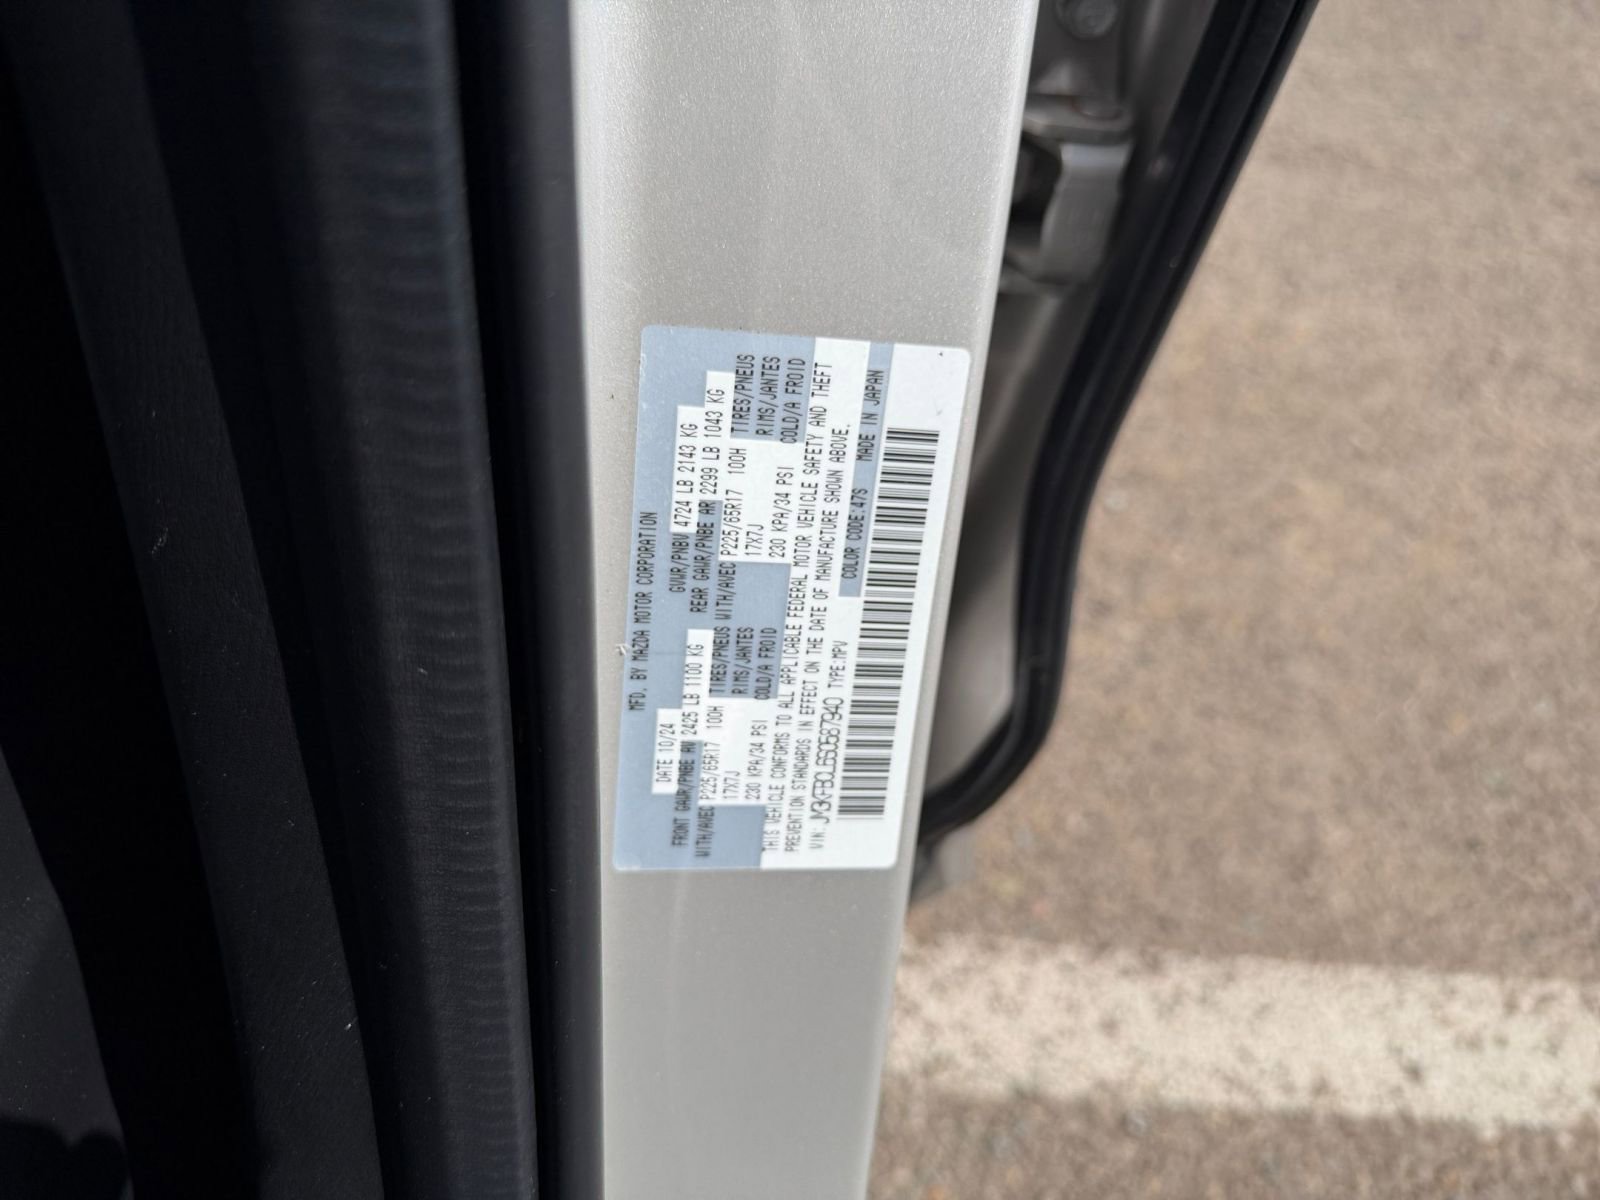 MFD. BY MAZDA MOTOR CORPORATION
DATE 10/24 GVWR/PNBV 4724 LB 2143 KG
FRONT GAWR/PNBE AV 2425 LB 1100 KG REAR GAWR/PNBE AR 2299 LB 1043 KG
WITH/AVEC P225/65R17 100H TIRES/PNEUS WITH/AVEC P225/65R17 100H TIRES/PNEUS
17X7J RIMS/JANTES 17X7J RIMS/JANTES
230 KPA/34 PSI COLD/A FROID 230 KPA/34 PSI COLD/A FROID
THIS VEHICLE CONFORMS TO ALL APPLICABLE FEDERAL MOTOR VEHICLE SAFETY AND THEFT
PREVENTION STANDARDS IN EFFECT ON THE DATE OF MANUFACTURE SHOWN ABOVE.
VIN: JM3KFBCL6S0587940 TYPE:MPV COLOR CODE:47S MADE IN JAPAN